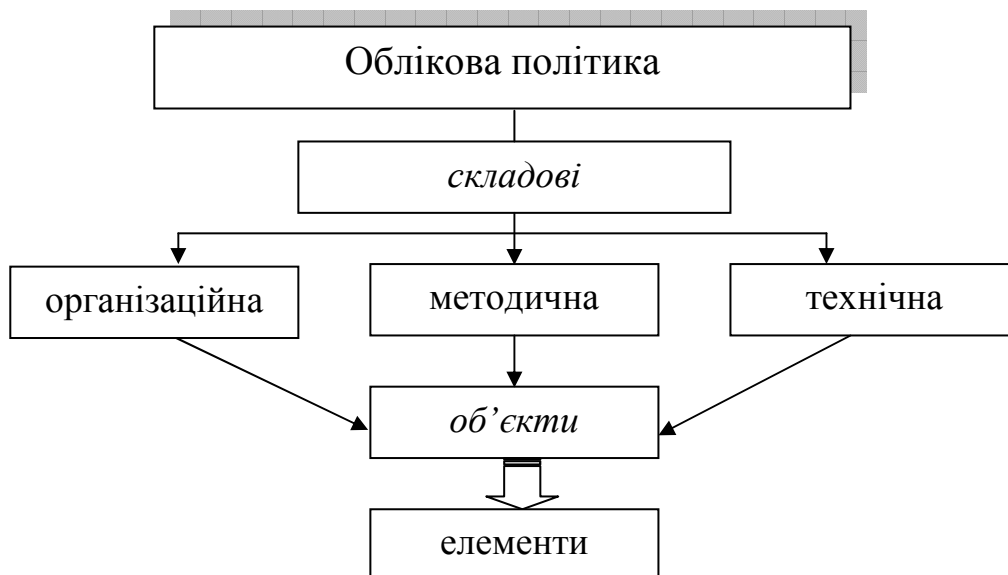 Облікова політика
складові
організаційна
методична
технічна
об’єкти
елементи